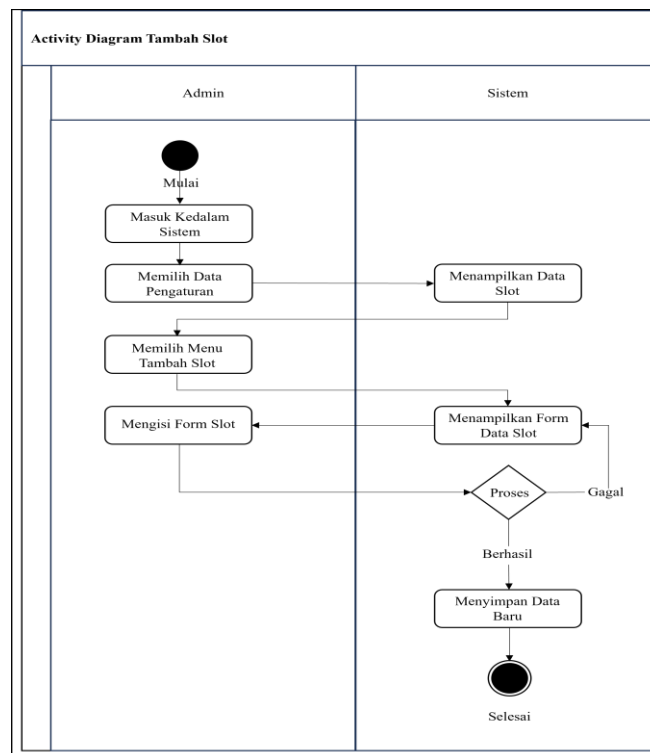 Activity Diagram Tambah Slot
Admin
Sistem
Mulai
Masuk Kedalam
Sistem
Memilih Data
Pengaturan
Menampilkan Data
Slot
Memilih Menu
Tambah Slot
Mengisi Form Slot
Menampilkan Form
Data Slot
Proses
Gagal
Berhasil
Menyimpan Data
Baru
Selesai